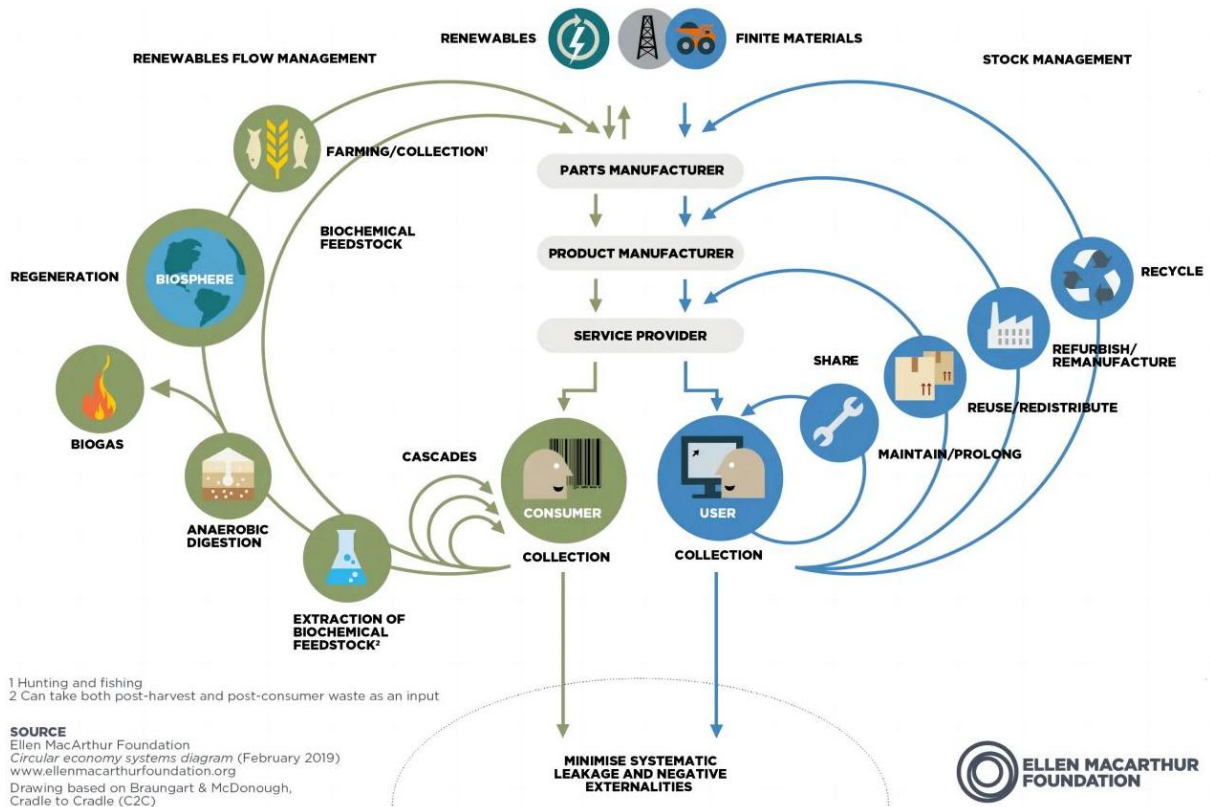 RENEWABLES
FINITE MATERIALS
RENEWABLES FLOW MANAGEMENT
STOCK MANAGEMENT
FARMING/COLLECTION¹
PARTS MANUFACTURER
BIOCHEMICAL
FEEDSTOCK
PRODUCT MANUFACTURER
REGENERATION
BIOSPHERE
RECYCLE
SERVICE PROVIDER
SHARE
REFURBISH/
REMANUFACTURE
REUSE/REDISTRIBUTE
BIOGAS
CASCADES
MAINTAIN/PROLONG
CONSUMER
USER
ANAEROBIC
DIGESTION
COLLECTION
COLLECTION
EXTRACTION OF
BIOCHEMICAL
FEEDSTOCK²
1 Hunting and fishing
2 Can take both post-harvest and post-consumer waste as an input
SOURCE
Ellen MacArthur Foundation
Circular economy systems diagram (February 2019)
www.ellenmacarthurfoundation.org
Drawing based on Braungart & McDonough,
Cradle to Cradle (C2C)
MINIMISE SYSTEMATIC
LEAKAGE AND NEGATIVE
EXTERNALITIES
ELLEN MACARTHUR
FOUNDATION